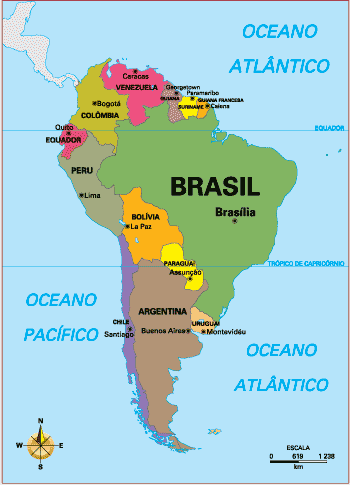 OCEANO
ATLÂNTICO
Caracas
VENEZUELA
Georgetown
Paramaribo
GUIANA
SURINAME
GUIANA FRANCESA
Caiena
Bogotá
COLÔMBIA
Quito
EQUADOR
EQUADOR
PERU
Lima
BRASIL
Brasília
BOLÍVIA
La Paz
PARAGUAI
Assunção
TRÓPICO DE CAPRICÓRNIO
OCEANO
PACÍFICO
ARGENTINA
CHILE
Santiago
Buenos Aires
URUGUAI
Montevidéu
OCEANO
ATLÂNTICO
N
W
E
S
ESCALA
0 619 1 238
km